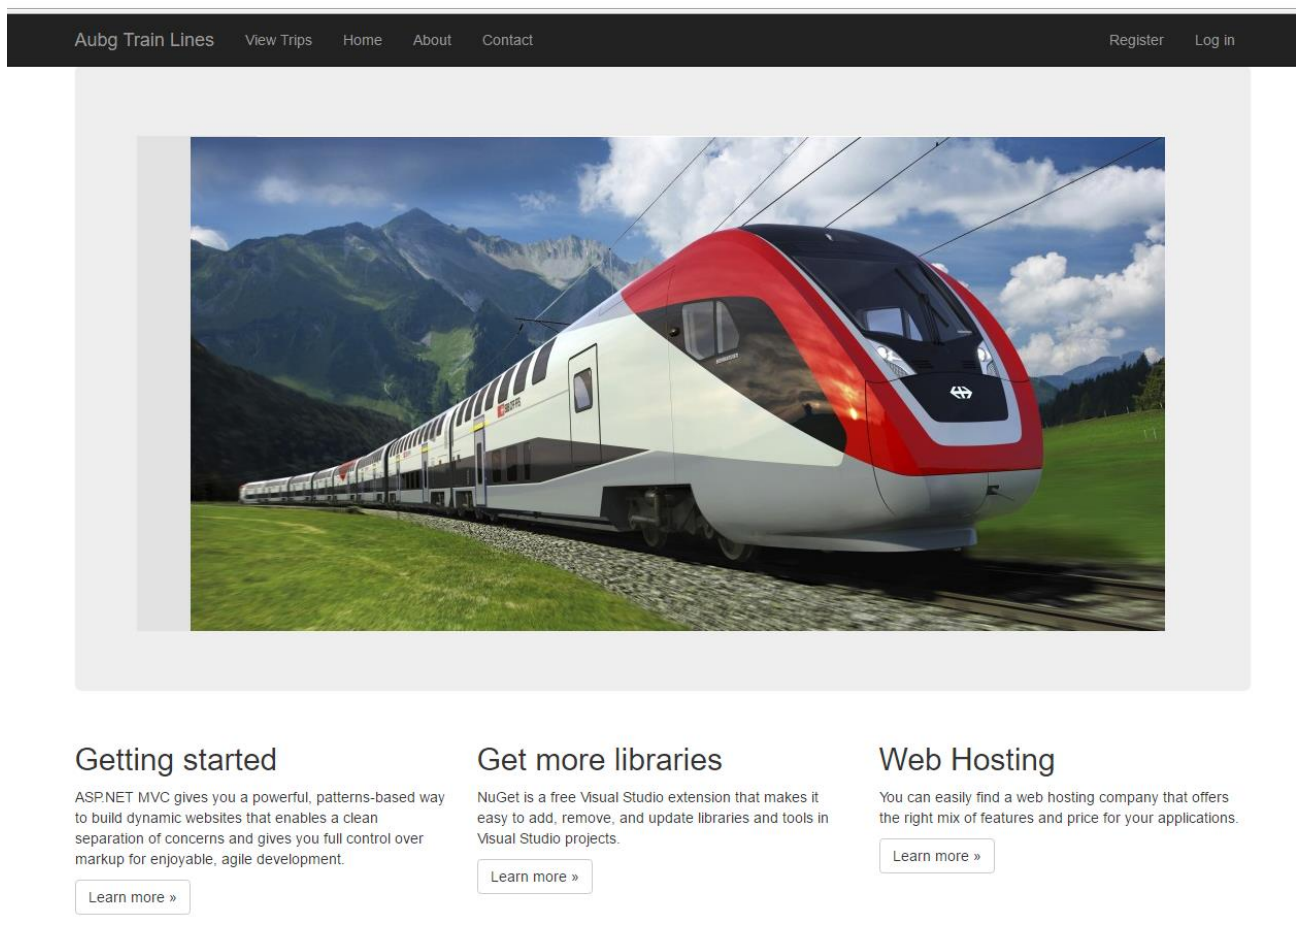 Aubg Train Lines View Trips Home About Contact Register Log in
Getting started
ASP.NET MVC gives you a powerful, patterns-based way
to build dynamic websites that enables a clean
separation of concerns and gives you full control over
markup for enjoyable, agile development.
Learn more »
Get more libraries
NuGet is a free Visual Studio extension that makes it
easy to add, remove, and update libraries and tools in
Visual Studio projects.
Learn more »
Web Hosting
You can easily find a web hosting company that offers
the right mix of features and price for your applications.
Learn more »